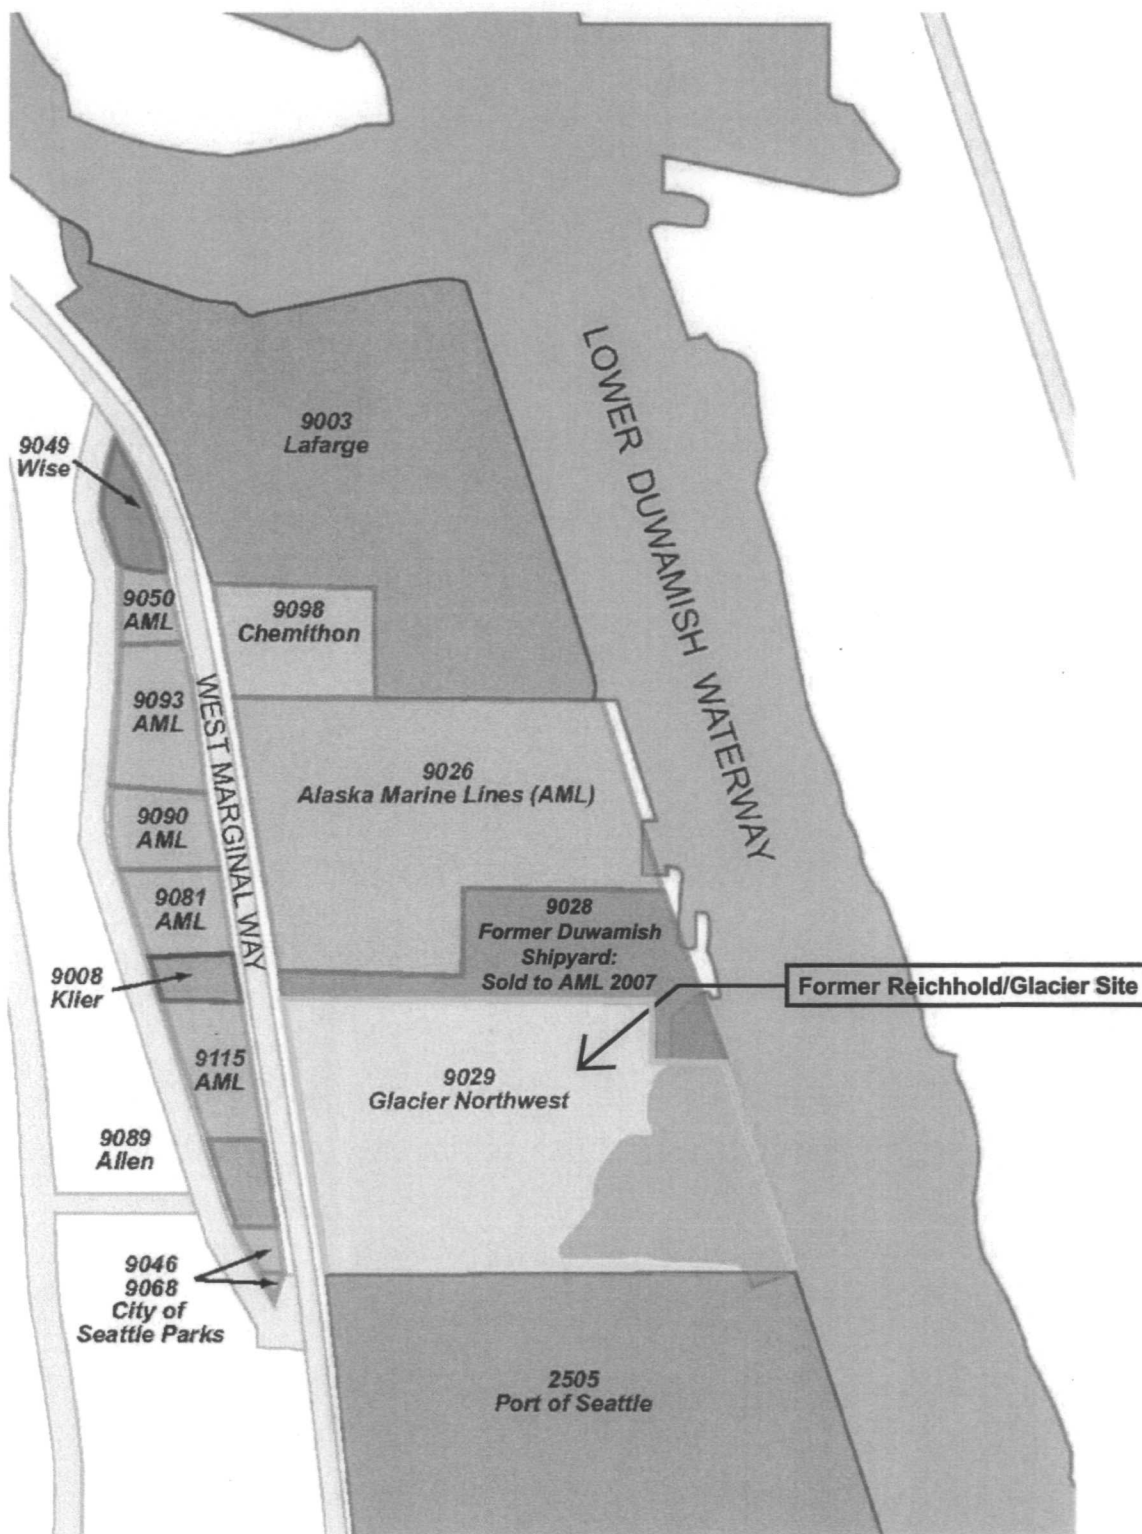 9003
Lafarge
9049
Wise
LOWER DUWAMISH WATERWAY
9050
AML
9098
Chemithon
9093
AML
WEST MARGINAL WAY
9026
Alaska Marine Lines (AML)
9090
AML
9081
AML
9028
Former Duwamish
Shipyard:
Sold to AML 2007
9008
Klier
Former Reichhold/Glacier Site
9115
AML
9029
Glacier Northwest
9089
Allen
9046
9068
City of
Seattle Parks
2505
Port of Seattle